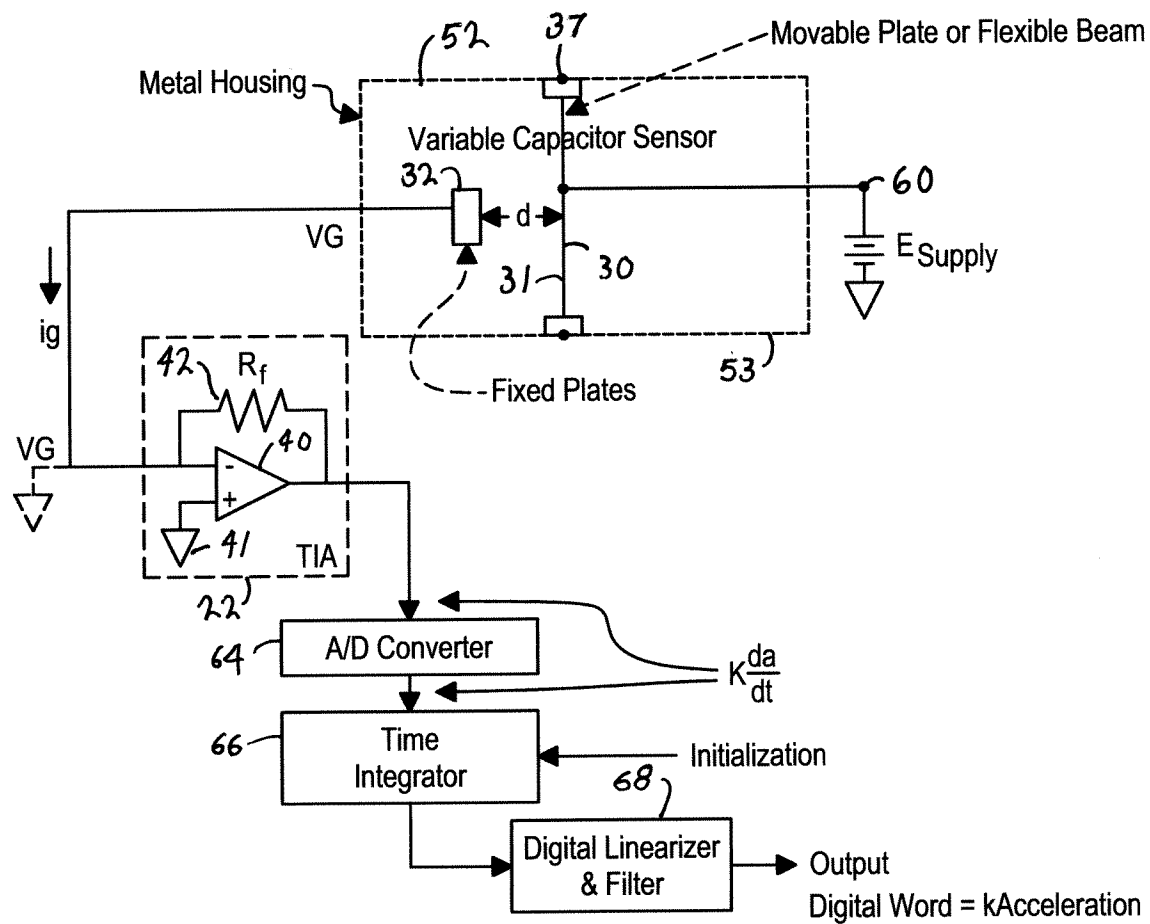 52
37
Movable Plate or Flexible Beam
Metal Housing
Variable Capacitor Sensor
32
60
d
VG
ESupply
31
30
ig
53
42
Rf
Fixed Plates
40
VG
-
+
41
TIA
22
64
A/D Converter
K da/dt
66
Time
Integrator
Initialization
68
Digital Linearizer
& Filter
Output
Digital Word = kAcceleration